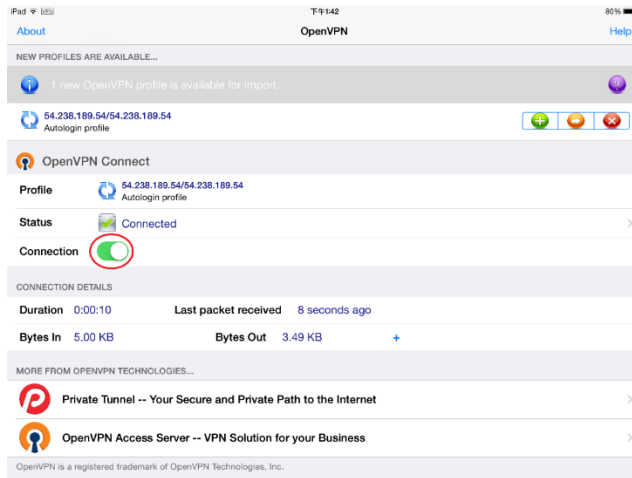 iPad
下午1:42
80%
About
OpenVPN
Help
NEW PROFILES ARE AVAILABLE...
1 new OpenVPN profile is available for import.
54.238.189.54/54.238.189.54
Autologin profile
OpenVPN Connect
Profile
54.238.189.54/54.238.189.54
Autologin profile
Status
Connected
Connection
CONNECTION DETAILS
Duration 0:00:10 Last packet received 8 seconds ago
Bytes In 5.00 KB Bytes Out 3.49 KB +
MORE FROM OPENVPN TECHNOLOGIES...
Private Tunnel -- Your Secure and Private Path to the Internet
OpenVPN Access Server -- VPN Solution for your Business
OpenVPN is a registered trademark of OpenVPN Technologies, Inc.